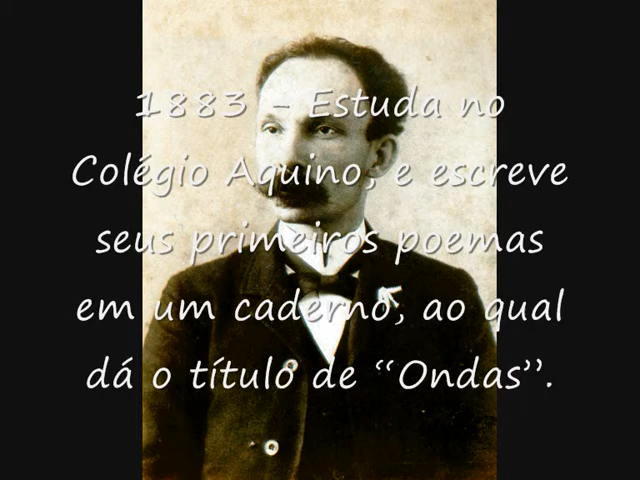 1883 - Estuda no
Colégio Aquino, e escreve
seus primeiros poemas
em um caderno, ao qual
dá o título de “Ondas”.